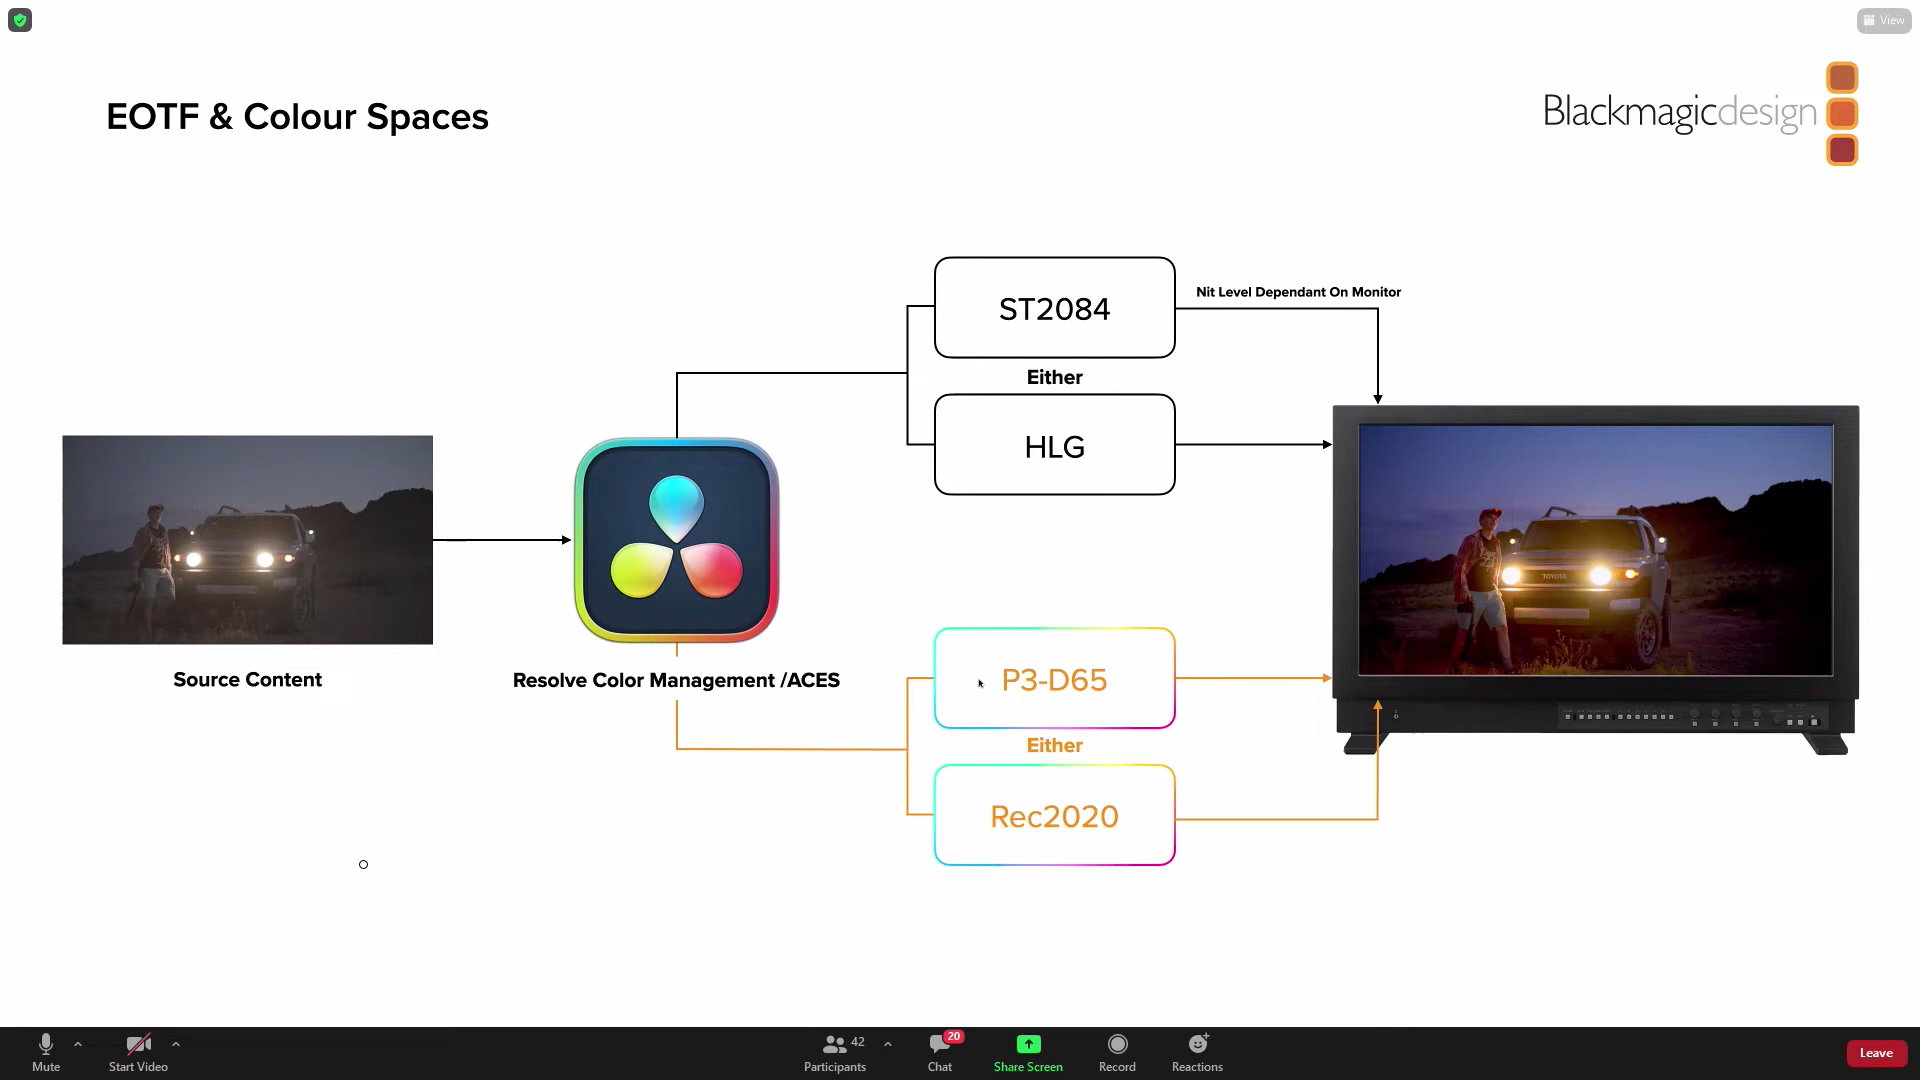 View
EOTF & Colour Spaces
Blackmagicdesign
ST2084
Nit Level Dependant On Monitor
Either
HLG
TOYOTA
P3-D65
Source Content
Resolve Color Management /ACES
Either
Rec2020
Mute
Start Video
42
Participants
20
Chat
Share Screen
Record
Reactions
Leave